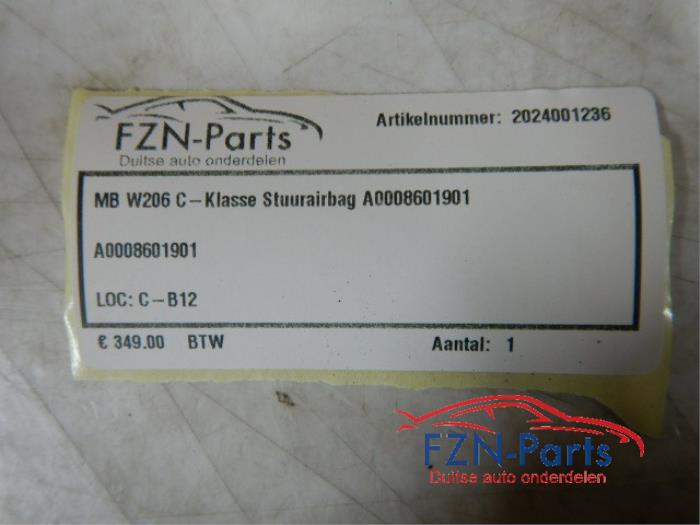 FZN-Parts
Duitse auto onderdelen
Artikelnummer: 2024001236
MB W206 C-Klasse Stuurairbag A0008601901
A0008601901
LOC: C-B12
€ 349.00 BTW
Aantal: 1
FZN-Parts
Duitse auto onderdelen